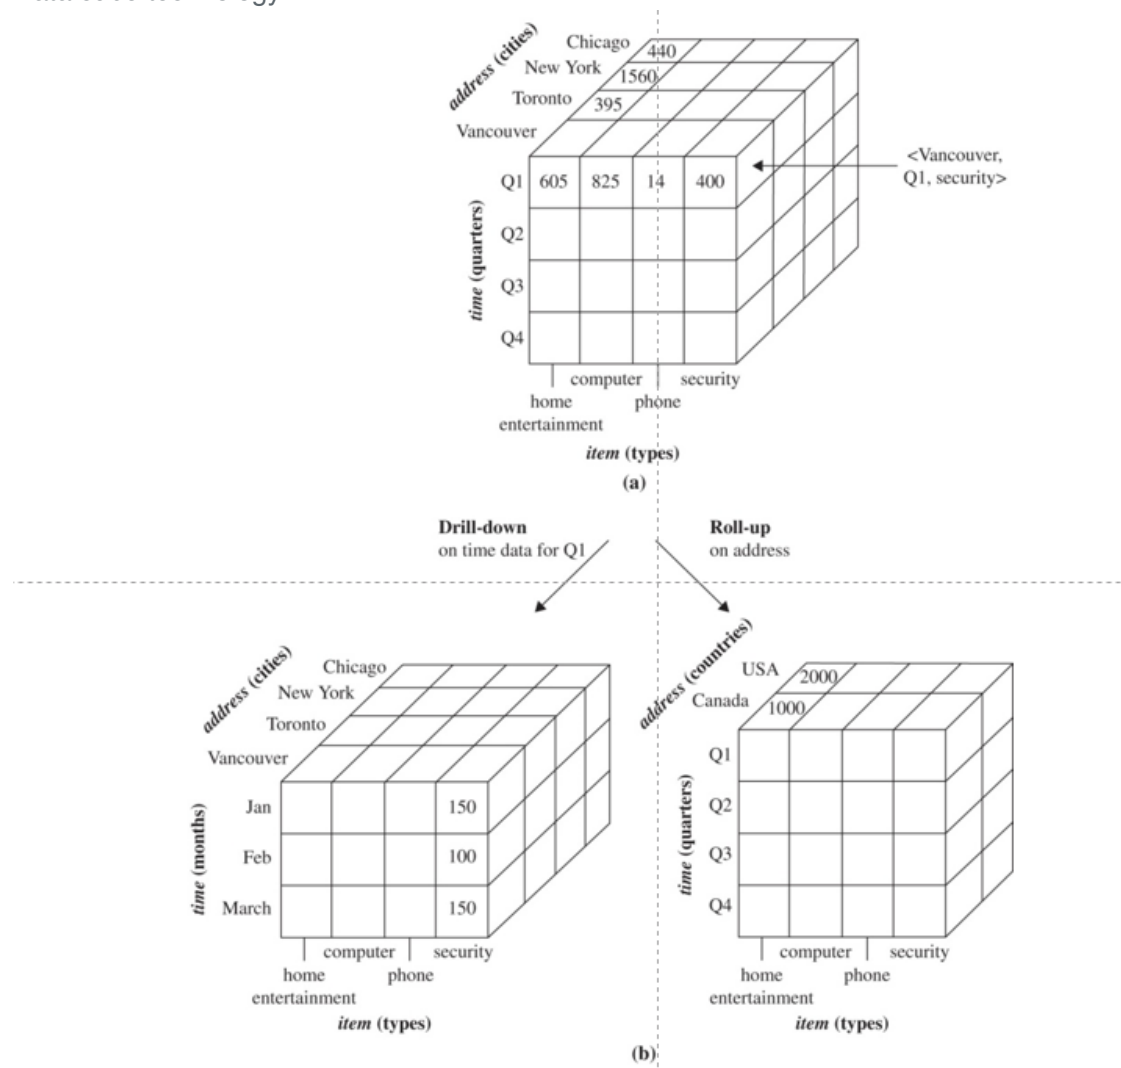 Chicago
440
New York
1560
Toronto
395
Vancouver
address (cities)
<Vancouver,
Q1, security>
Q1 605 825 14 400
Q2
Q3
Q4
time (quarters)
computer security
home phone
entertainment
item (types)
(a)
Drill-down
on time data for Q1
Roll-up
on address
address (cities)
Chicago
New York
Toronto
Vancouver
Jan 150
Feb 100
March 150
time (months)
computer security
home phone
entertainment
item (types)
address (countries)
USA 2000
Canada 1000
Q1
Q2
Q3
Q4
time (quarters)
computer security
home phone
entertainment
item (types)
(b)